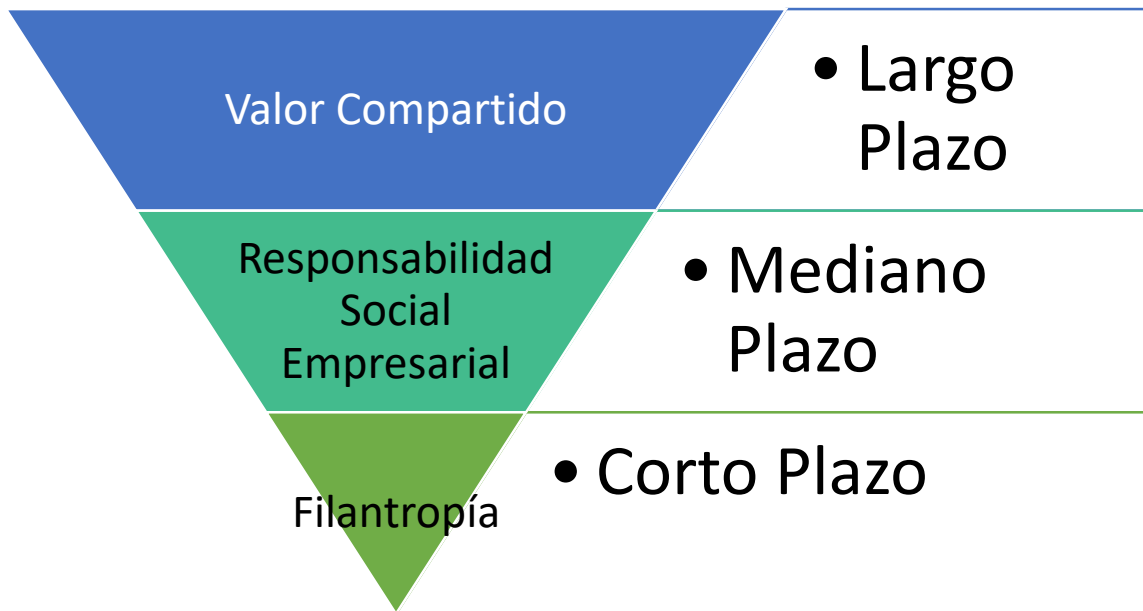 Valor Compartido
• Largo
Plazo
Responsabilidad
Social
Empresarial
• Mediano
Plazo
Filantropía
• Corto Plazo